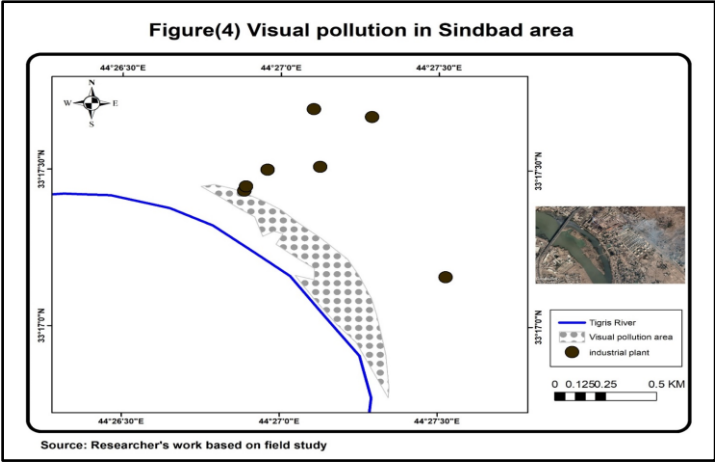 Figure(4) Visual pollution in Sindbad area
44°26'30"E 44°27'0"E 44°27'30"E
N
W E
S
33°17'30"N 33°17'30"N
33°17'0"N 33°17'0"N
Tigris River
Visual pollution area
industrial plant
0 0.125 0.25 0.5 KM
44°26'30"E 44°27'0"E 44°27'30"E
Source: Researcher's work based on field study